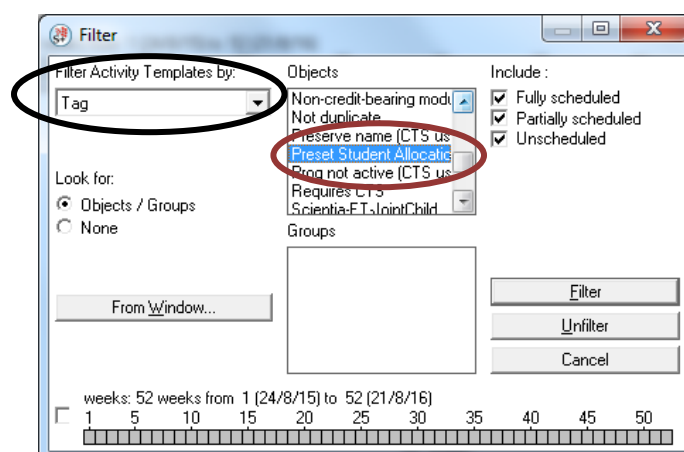 Filter
Filter Activity Templates by:
Tag
Look for:
Objects / Groups
None
From Window...
Objects
Non-credit-bearing modu
Not duplicate
Preserve name (CTS us
Preset Student Allocatio
Prog not active (CTS us
Requires CTS
Scientia-FT-JointChild
Groups
Include :
Fully scheduled
Partially scheduled
Unscheduled
Filter
Unfilter
Cancel
weeks: 52 weeks from 1 (24/8/15) to 52 (21/8/16)
1 5 10 15 20 25 30 35 40 45 50